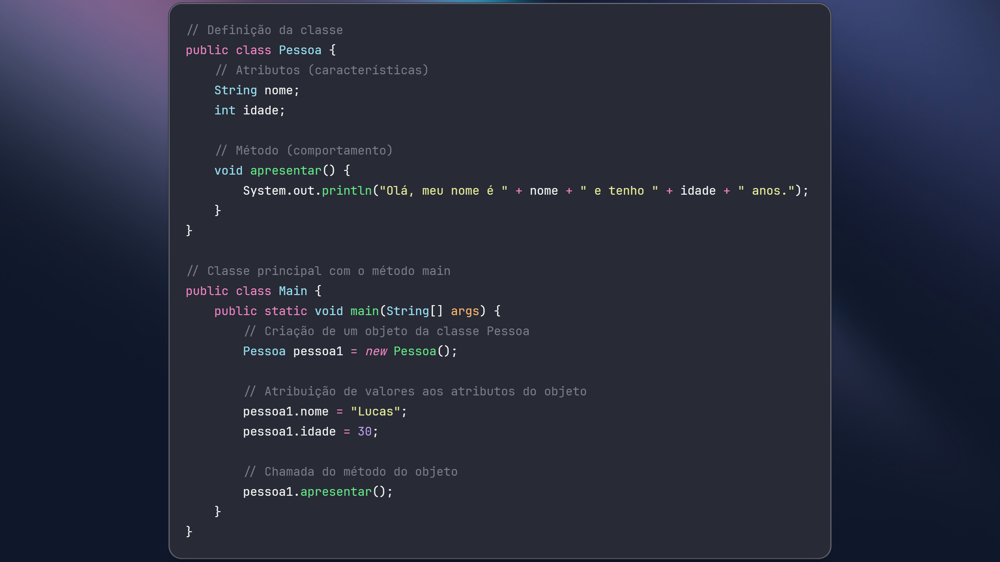 // Definição da classe
public class Pessoa {
    // Atributos (características)
    String nome;
    int idade;

    // Método (comportamento)
    void apresentar() {
        System.out.println("Olá, meu nome é " + nome + " e tenho " + idade + " anos.");
    }
}

// Classe principal com o método main
public class Main {
    public static void main(String[] args) {
        // Criação de um objeto da classe Pessoa
        Pessoa pessoa1 = new Pessoa();

        // Atribuição de valores aos atributos do objeto
        pessoa1.nome = "Lucas";
        pessoa1.idade = 30;

        // Chamada do método do objeto
        pessoa1.apresentar();
    }
}